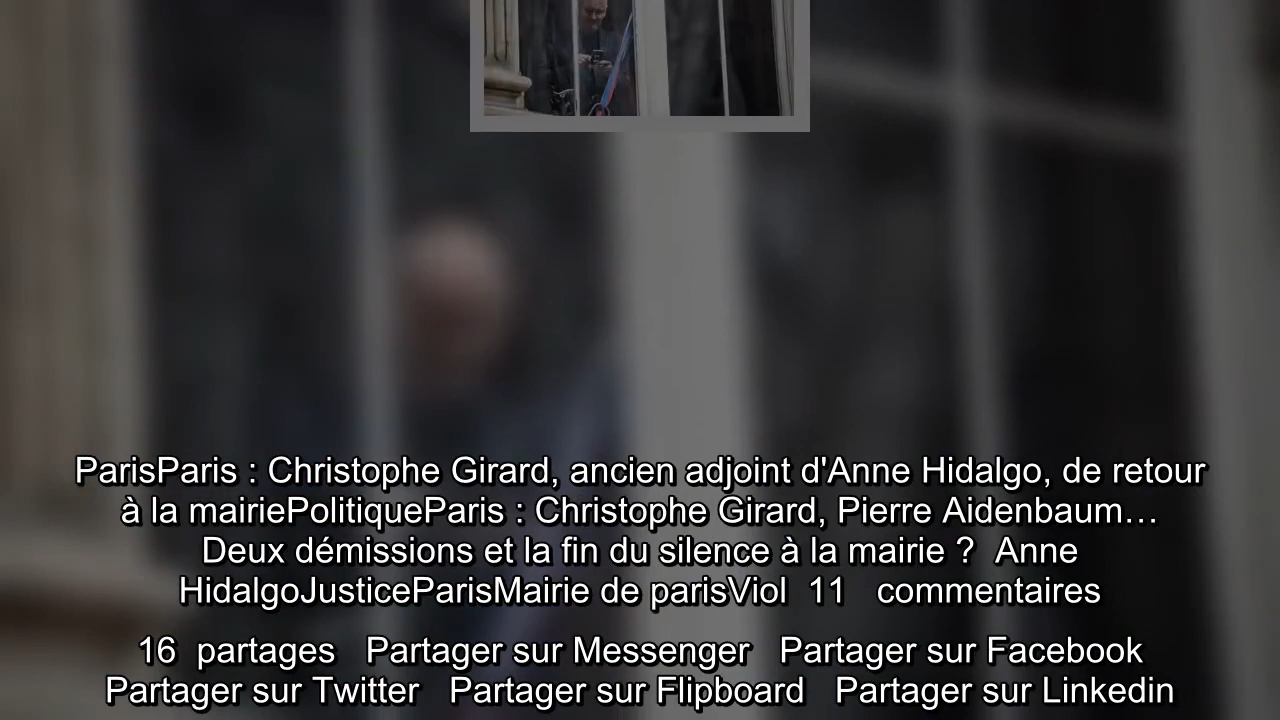 ParisParis : Christophe Girard, ancien adjoint d'Anne Hidalgo, de retour
à la mairiePolitiqueParis : Christophe Girard, Pierre Aidenbaum…
Deux démissions et la fin du silence à la mairie ?  Anne
HidalgoJusticeParisMairie de parisViol  11   commentaires
16  partages   Partager sur Messenger   Partager sur Facebook
Partager sur Twitter   Partager sur Flipboard   Partager sur Linkedin